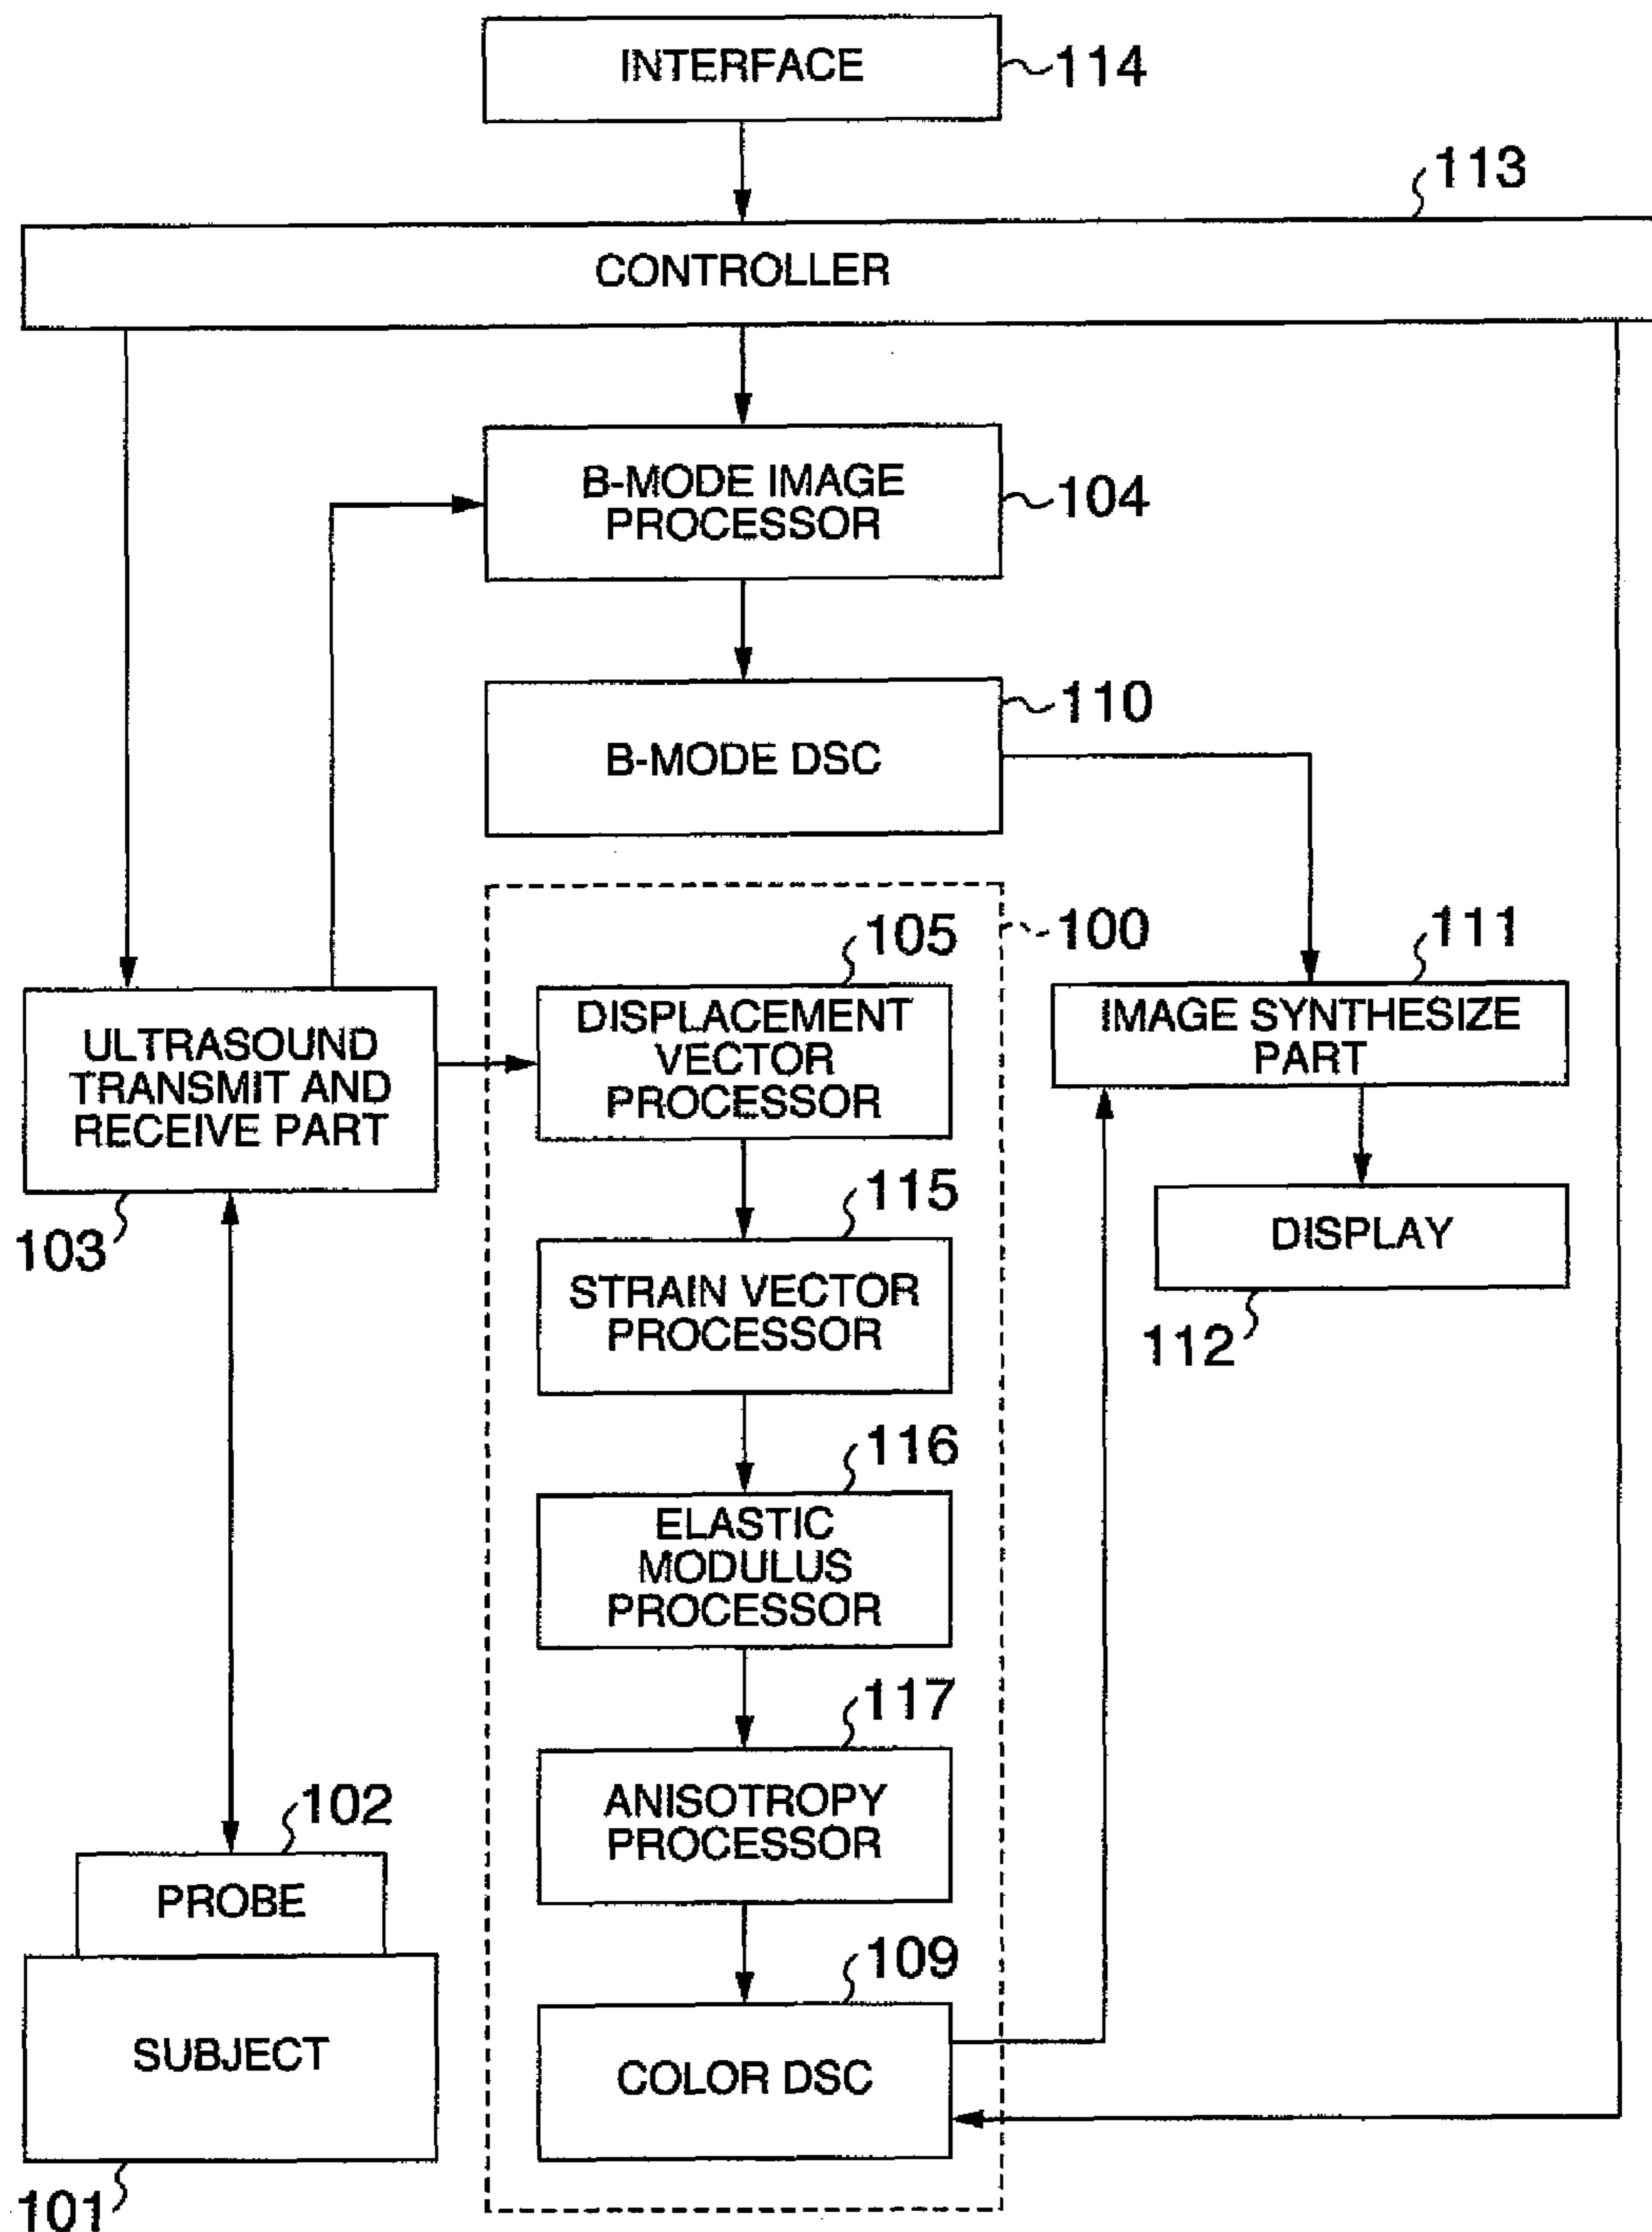 INTERFACE
114
113
CONTROLLER
B-MODE IMAGE
PROCESSOR
104
110
B-MODE DSC
105
100
111
ULTRASOUND
TRANSMIT AND
RECEIVE PART
103
DISPLACEMENT
VECTOR
PROCESSOR
IMAGE SYNTHESIZE
PART
115
STRAIN VECTOR
PROCESSOR
DISPLAY
112
116
ELASTIC
MODULUS
PROCESSOR
117
ANISOTROPY
PROCESSOR
102
PROBE
SUBJECT
101
109
COLOR DSC